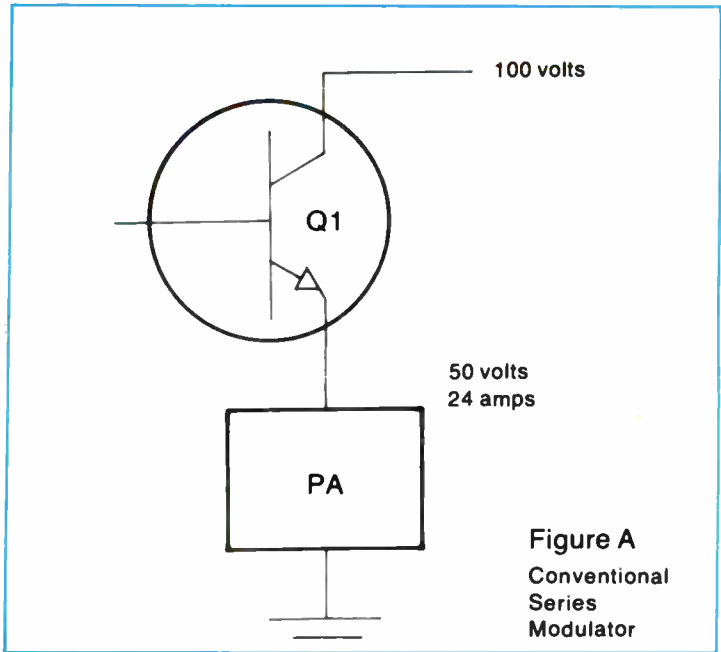 100 volts
Q1
50 volts
24 amps
PA
Figure A
Conventional
Series
Modulator